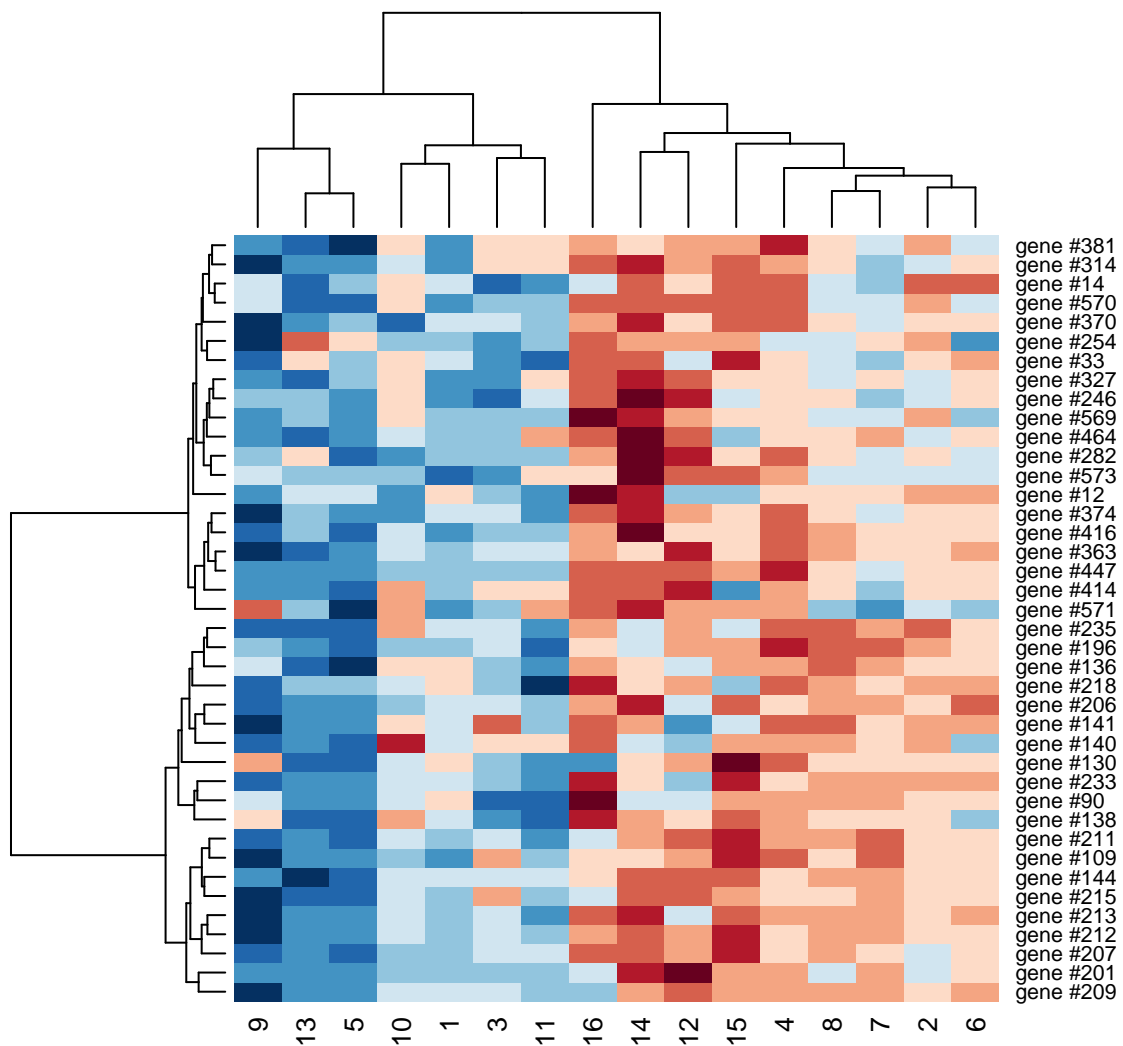 gene #381
gene #314
gene #14
gene #570
gene #370
gene #254
gene #33
gene #327
gene #246
gene #569
gene #464
gene #282
gene #573
gene #12
gene #374
gene #416
gene #363
gene #447
gene #414
gene #571
gene #235
gene #196
gene #136
gene #218
gene #206
gene #141
gene #140
gene #130
gene #233
gene #90
gene #138
gene #211
gene #109
gene #144
gene #215
gene #213
gene #212
gene #207
gene #201
gene #209
9 13 5 10 1 3 11 16 14 12 15 4 8 7 2 6